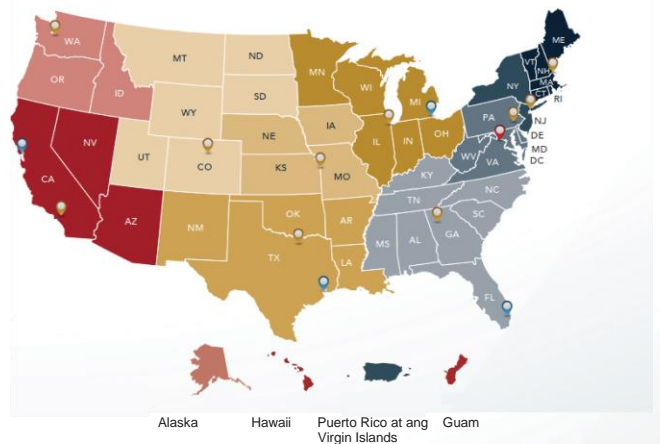 WA
MT
ND
ME
OR
ID
MN
VT
NH
SD
WI
NY
MA
WY
MI
CT
RI
IA
PA
NJ
NE
NV
OH
DE
UT
IL
IN
MD
CO
WV
VA
DC
CA
KS
MO
KY
NC
TN
OK
AR
SC
AZ
NM
MS
AL
GA
TX
LA
FL
Alaska
Hawaii
Puerto Rico at ang
Virgin Islands
Guam